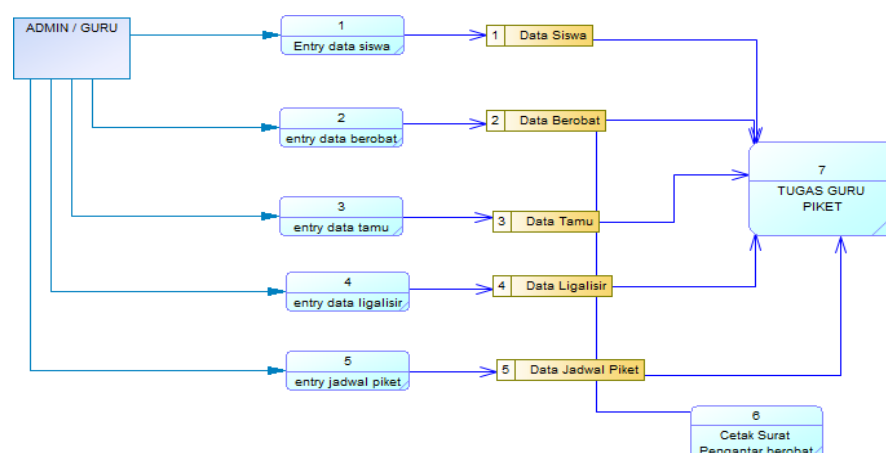 ADMIN / GURU
1
Entry data siswa
1 Data Siswa
2
entry data berobat
2 Data Berobat
7
TUGAS GURU
PIKET
3
entry data tamu
3 Data Tamu
4
entry data ligalisir
4 Data Ligalisir
5
entry jadwal piket
5 Data Jadwal Piket
6
Cetak Surat
Pengantar berobat